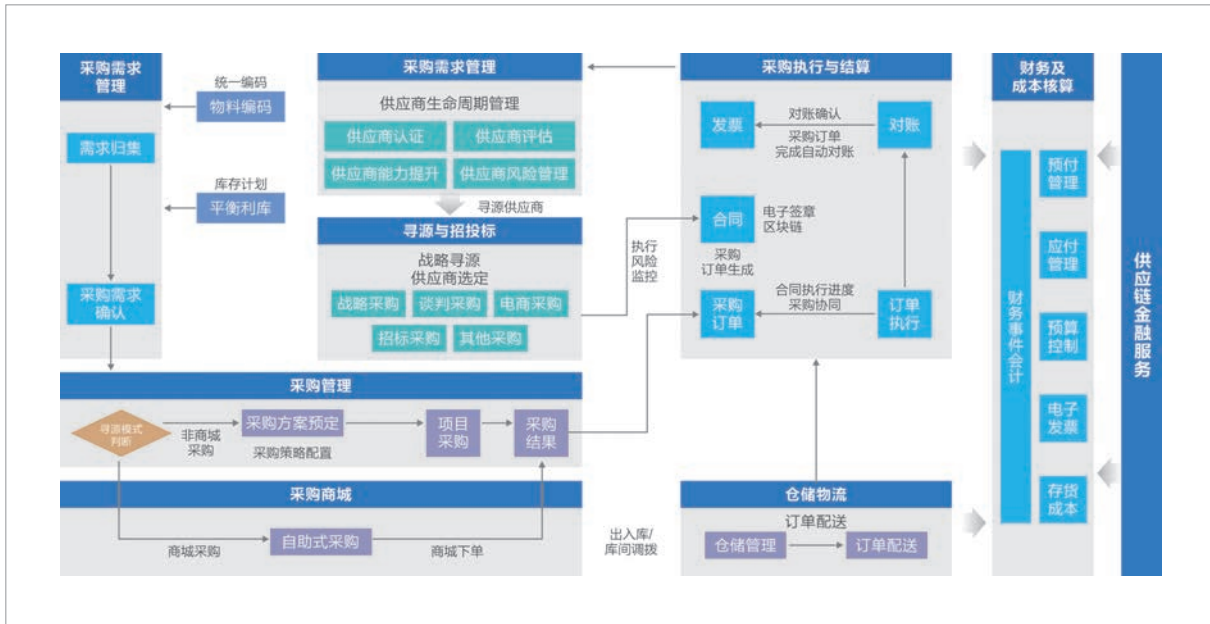 采购需求
管理
统一编码
物料编码
需求归集
库存计划
平衡利库
采购需求
确认
采购需求管理
供应商生命周期管理
供应商认证
供应商评估
供应商能力提升
供应商风险管理
寻源供应商
寻源与招投标
战略寻源
供应商选定
战略采购
谈判采购
电商采购
招标采购
其他采购
执行
风险
监控
采购执行与结算
发票
对账确认
采购订单
完成自动对账
对账
合同
电子签章
区块链
采购
订单生成
采购
订单
合同执行进度
采购协同
订单
执行
采购管理
寻源模式
判断
非商城
采购
采购方案预定
采购策略配置
项目
采购
采购
结果
采购商城
商城采购
自助式采购
商城下单
出入库/
库间调拨
仓储物流
订单配送
仓储管理
订单配送
财务及
成本核算
财务事件会计
预付
管理
应付
管理
预算
控制
电子
发票
存货
成本
供应链金融服务